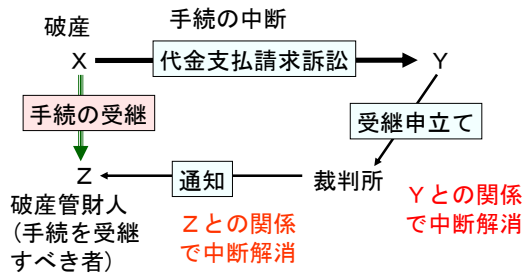 手続の中断
破産
X
代金支払請求訴訟
Y
手続の受継
受継申立て
Z
通知
裁判所
破産管財人
（手続を受継
すべき者）
Zとの関係
で中断解消
Yとの関係
で中断解消